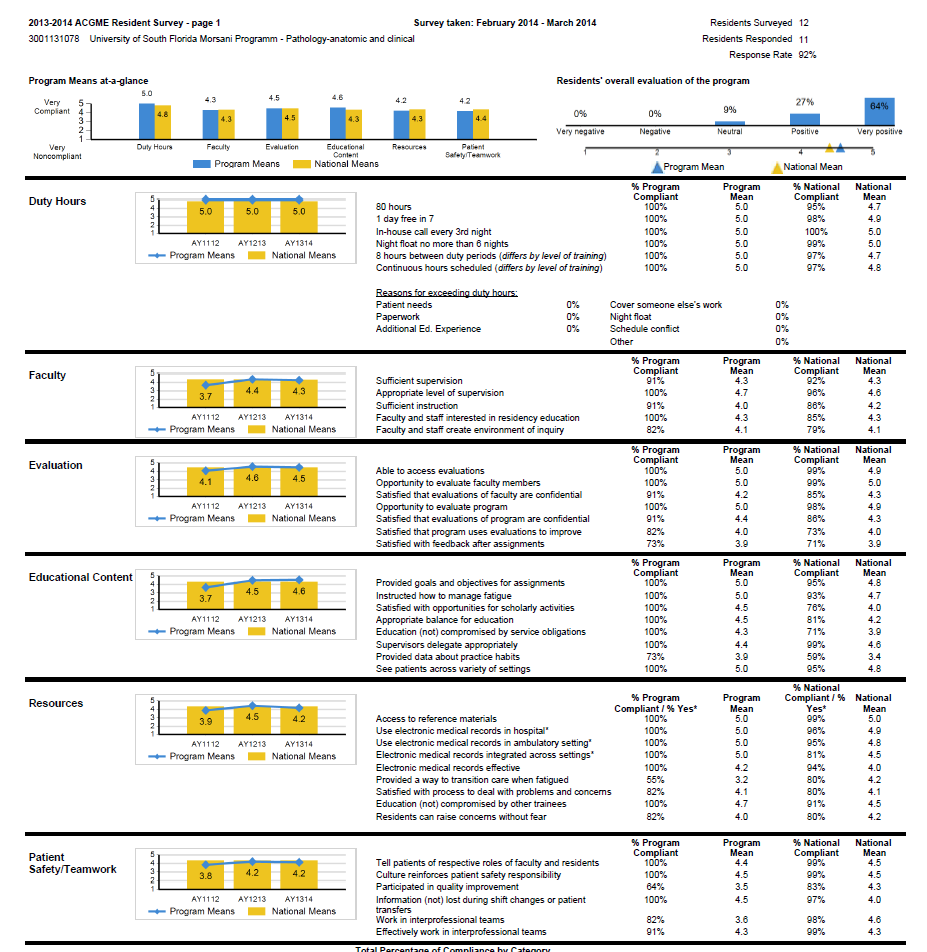 2013-2014 ACGME Resident Survey - page 1 Survey taken: February 2014 - March 2014 Residents Surveyed 12
3001131078 University of South Florida Morsani Programm - Pathology-anatomic and clinical Residents Responded 11
Response Rate 92%
Program Means at-a-glance
Very Compliant
5
4
3
2
1
Very Noncompliant
5.0 4.8 4.3 4.3 4.5 4.5 4.6 4.3 4.2 4.3 4.2 4.4
Duty Hours Faculty Evaluation Educational Content Resources Patient Safety/Teamwork
Program Means National Means
Residents' overall evaluation of the program
0% 0% 9% 27% 64%
Very negative Negative Neutral Positive Very positive
1 2 3 4 5
Program Mean National Mean
Duty Hours
5
4
3
2
1
5.0 5.0 5.0
AY1112 AY1213 AY1314
Program Means National Means
% Program Compliant Program Mean % National Compliant National Mean
80 hours 100% 5.0 95% 4.7
1 day free in 7 100% 5.0 98% 4.9
In-house call every 3rd night 100% 5.0 100% 5.0
Night float no more than 6 nights 100% 5.0 99% 5.0
8 hours between duty periods (differs by level of training) 100% 5.0 97% 4.7
Continuous hours scheduled (differs by level of training) 100% 5.0 97% 4.8
Reasons for exceeding duty hours:
Patient needs 0% Cover someone else's work 0%
Paperwork 0% Night float 0%
Additional Ed. Experience 0% Schedule conflict 0%
Other 0%
Faculty
5
4
3
2
1
3.7 4.4 4.3
AY1112 AY1213 AY1314
Program Means National Means
% Program Compliant Program Mean % National Compliant National Mean
Sufficient supervision 91% 4.3 92% 4.3
Appropriate level of supervision 100% 4.7 96% 4.6
Sufficient instruction 91% 4.0 86% 4.2
Faculty and staff interested in residency education 100% 4.3 85% 4.3
Faculty and staff create environment of inquiry 82% 4.1 79% 4.1
Evaluation
5
4
3
2
1
4.1 4.6 4.5
AY1112 AY1213 AY1314
Program Means National Means
% Program Compliant Program Mean % National Compliant National Mean
Able to access evaluations 100% 5.0 99% 4.9
Opportunity to evaluate faculty members 100% 5.0 99% 5.0
Satisfied that evaluations of faculty are confidential 91% 4.2 85% 4.3
Opportunity to evaluate program 100% 5.0 98% 4.9
Satisfied that evaluations of program are confidential 91% 4.4 86% 4.3
Satisfied that program uses evaluations to improve 82% 4.0 73% 4.0
Satisfied with feedback after assignments 73% 3.9 71% 3.9
Educational Content
5
4
3
2
1
3.7 4.5 4.6
AY1112 AY1213 AY1314
Program Means National Means
% Program Compliant Program Mean % National Compliant National Mean
Provided goals and objectives for assignments 100% 5.0 95% 4.8
Instructed how to manage fatigue 100% 5.0 93% 4.7
Satisfied with opportunities for scholarly activities 100% 4.5 76% 4.0
Appropriate balance for education 100% 4.5 81% 4.2
Education (not) compromised by service obligations 100% 4.3 71% 3.9
Supervisors delegate appropriately 100% 4.4 99% 4.6
Provided data about practice habits 73% 3.9 59% 3.4
See patients across variety of settings 100% 5.0 95% 4.8
Resources
5
4
3
2
1
3.9 4.5 4.2
AY1112 AY1213 AY1314
Program Means National Means
% Program Compliant / % Yes* Program Mean % National Compliant / % Yes* National Mean
Access to reference materials 100% 5.0 99% 5.0
Use electronic medical records in hospital* 100% 5.0 96% 4.9
Use electronic medical records in ambulatory setting* 100% 5.0 95% 4.8
Electronic medical records integrated across settings* 100% 5.0 81% 4.5
Electronic medical records effective 100% 4.2 94% 4.0
Provided a way to transition care when fatigued 55% 3.2 80% 4.2
Satisfied with process to deal with problems and concerns 82% 4.1 80% 4.1
Education (not) compromised by other trainees 100% 4.7 91% 4.5
Residents can raise concerns without fear 82% 4.0 80% 4.2
Patient Safety/Teamwork
5
4
3
2
1
3.8 4.2 4.2
AY1112 AY1213 AY1314
Program Means National Means
% Program Compliant Program Mean % National Compliant National Mean
Tell patients of respective roles of faculty and residents 100% 4.4 99% 4.5
Culture reinforces patient safety responsibility 100% 4.5 99% 4.5
Participated in quality improvement 64% 3.5 83% 4.3
Information (not) lost during shift changes or patient transfers 100% 4.5 97% 4.0
Work in interprofessional teams 82% 3.6 98% 4.6
Effectively work in interprofessional teams 91% 4.3 99% 4.3
Total Percentage of Compliance by Category